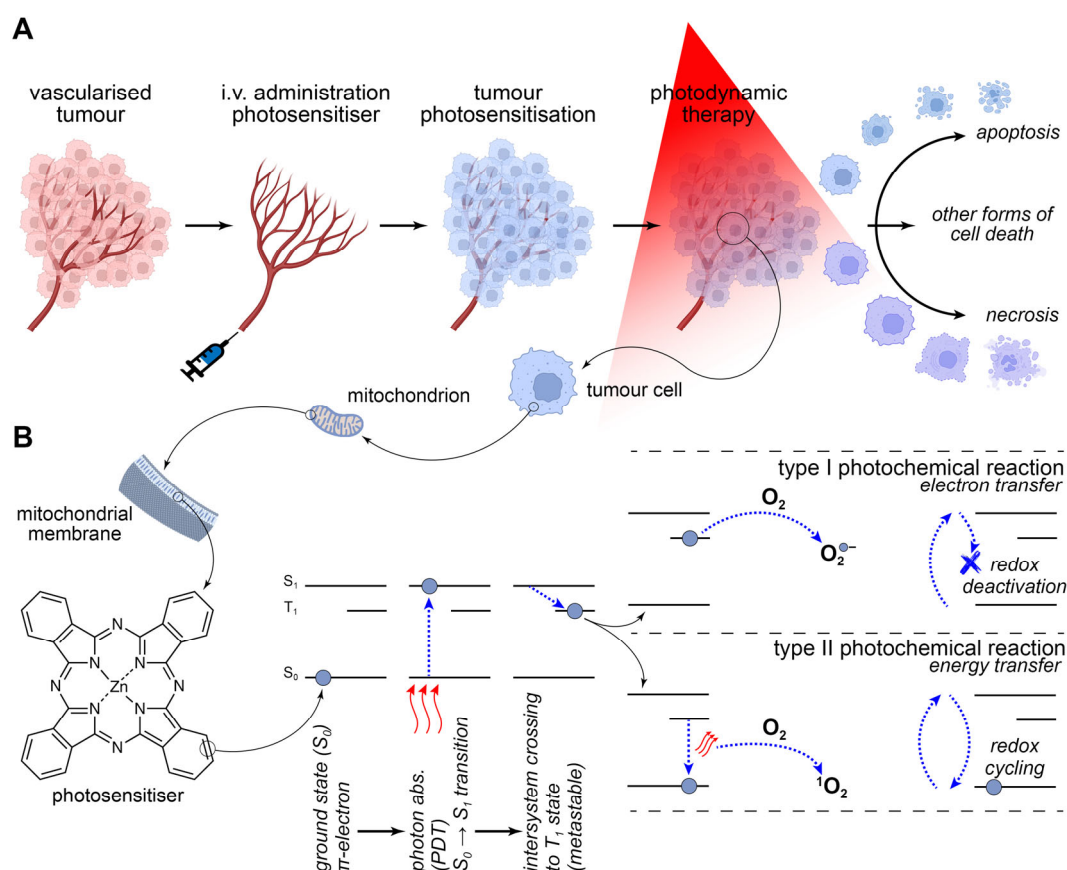 A
vascularised
tumour
i.v. administration
photosensitiser
tumour
photosensitisation
photodynamic
therapy
apoptosis
other forms of
cell death
necrosis
tumour cell
mitochondrion
B
mitochondrial
membrane
N
N
N
N
Zn
N
N
N
N
photosensitiser
S₁
T₁
S₀
ground state (S₀)
π-electron
photon abs.
(PDT)
S₀ → S₁ transition
intersystem crossing
to T₁ state
(metastable)
type I photochemical reaction
electron transfer
O₂
O₂•−
redox
deactivation
type II photochemical reaction
energy transfer
O₂
¹O₂
redox
cycling